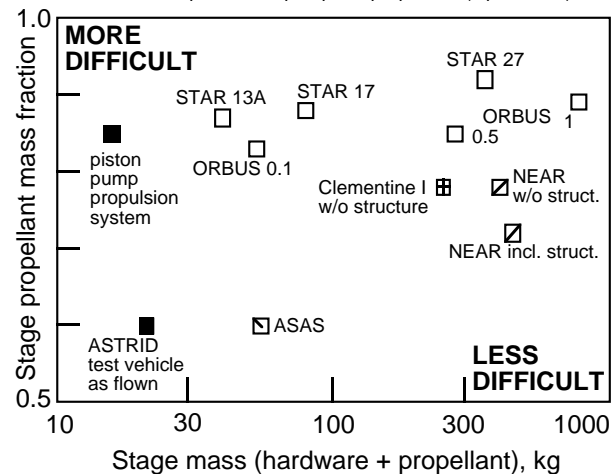 1.0
MORE
DIFFICULT
STAR 27
STAR 13A
STAR 17
ORBUS 1
0.5
piston
pump
propulsion
system
ORBUS 0.1
Clementine I
w/o structure
NEAR
w/o struct.
NEAR incl. struct.
Stage propellant mass fraction
ASAS
ASTRID
test vehicle
as flown
LESS
DIFFICULT
0.5
10 30 100 300 1000
Stage mass (hardware + propellant), kg